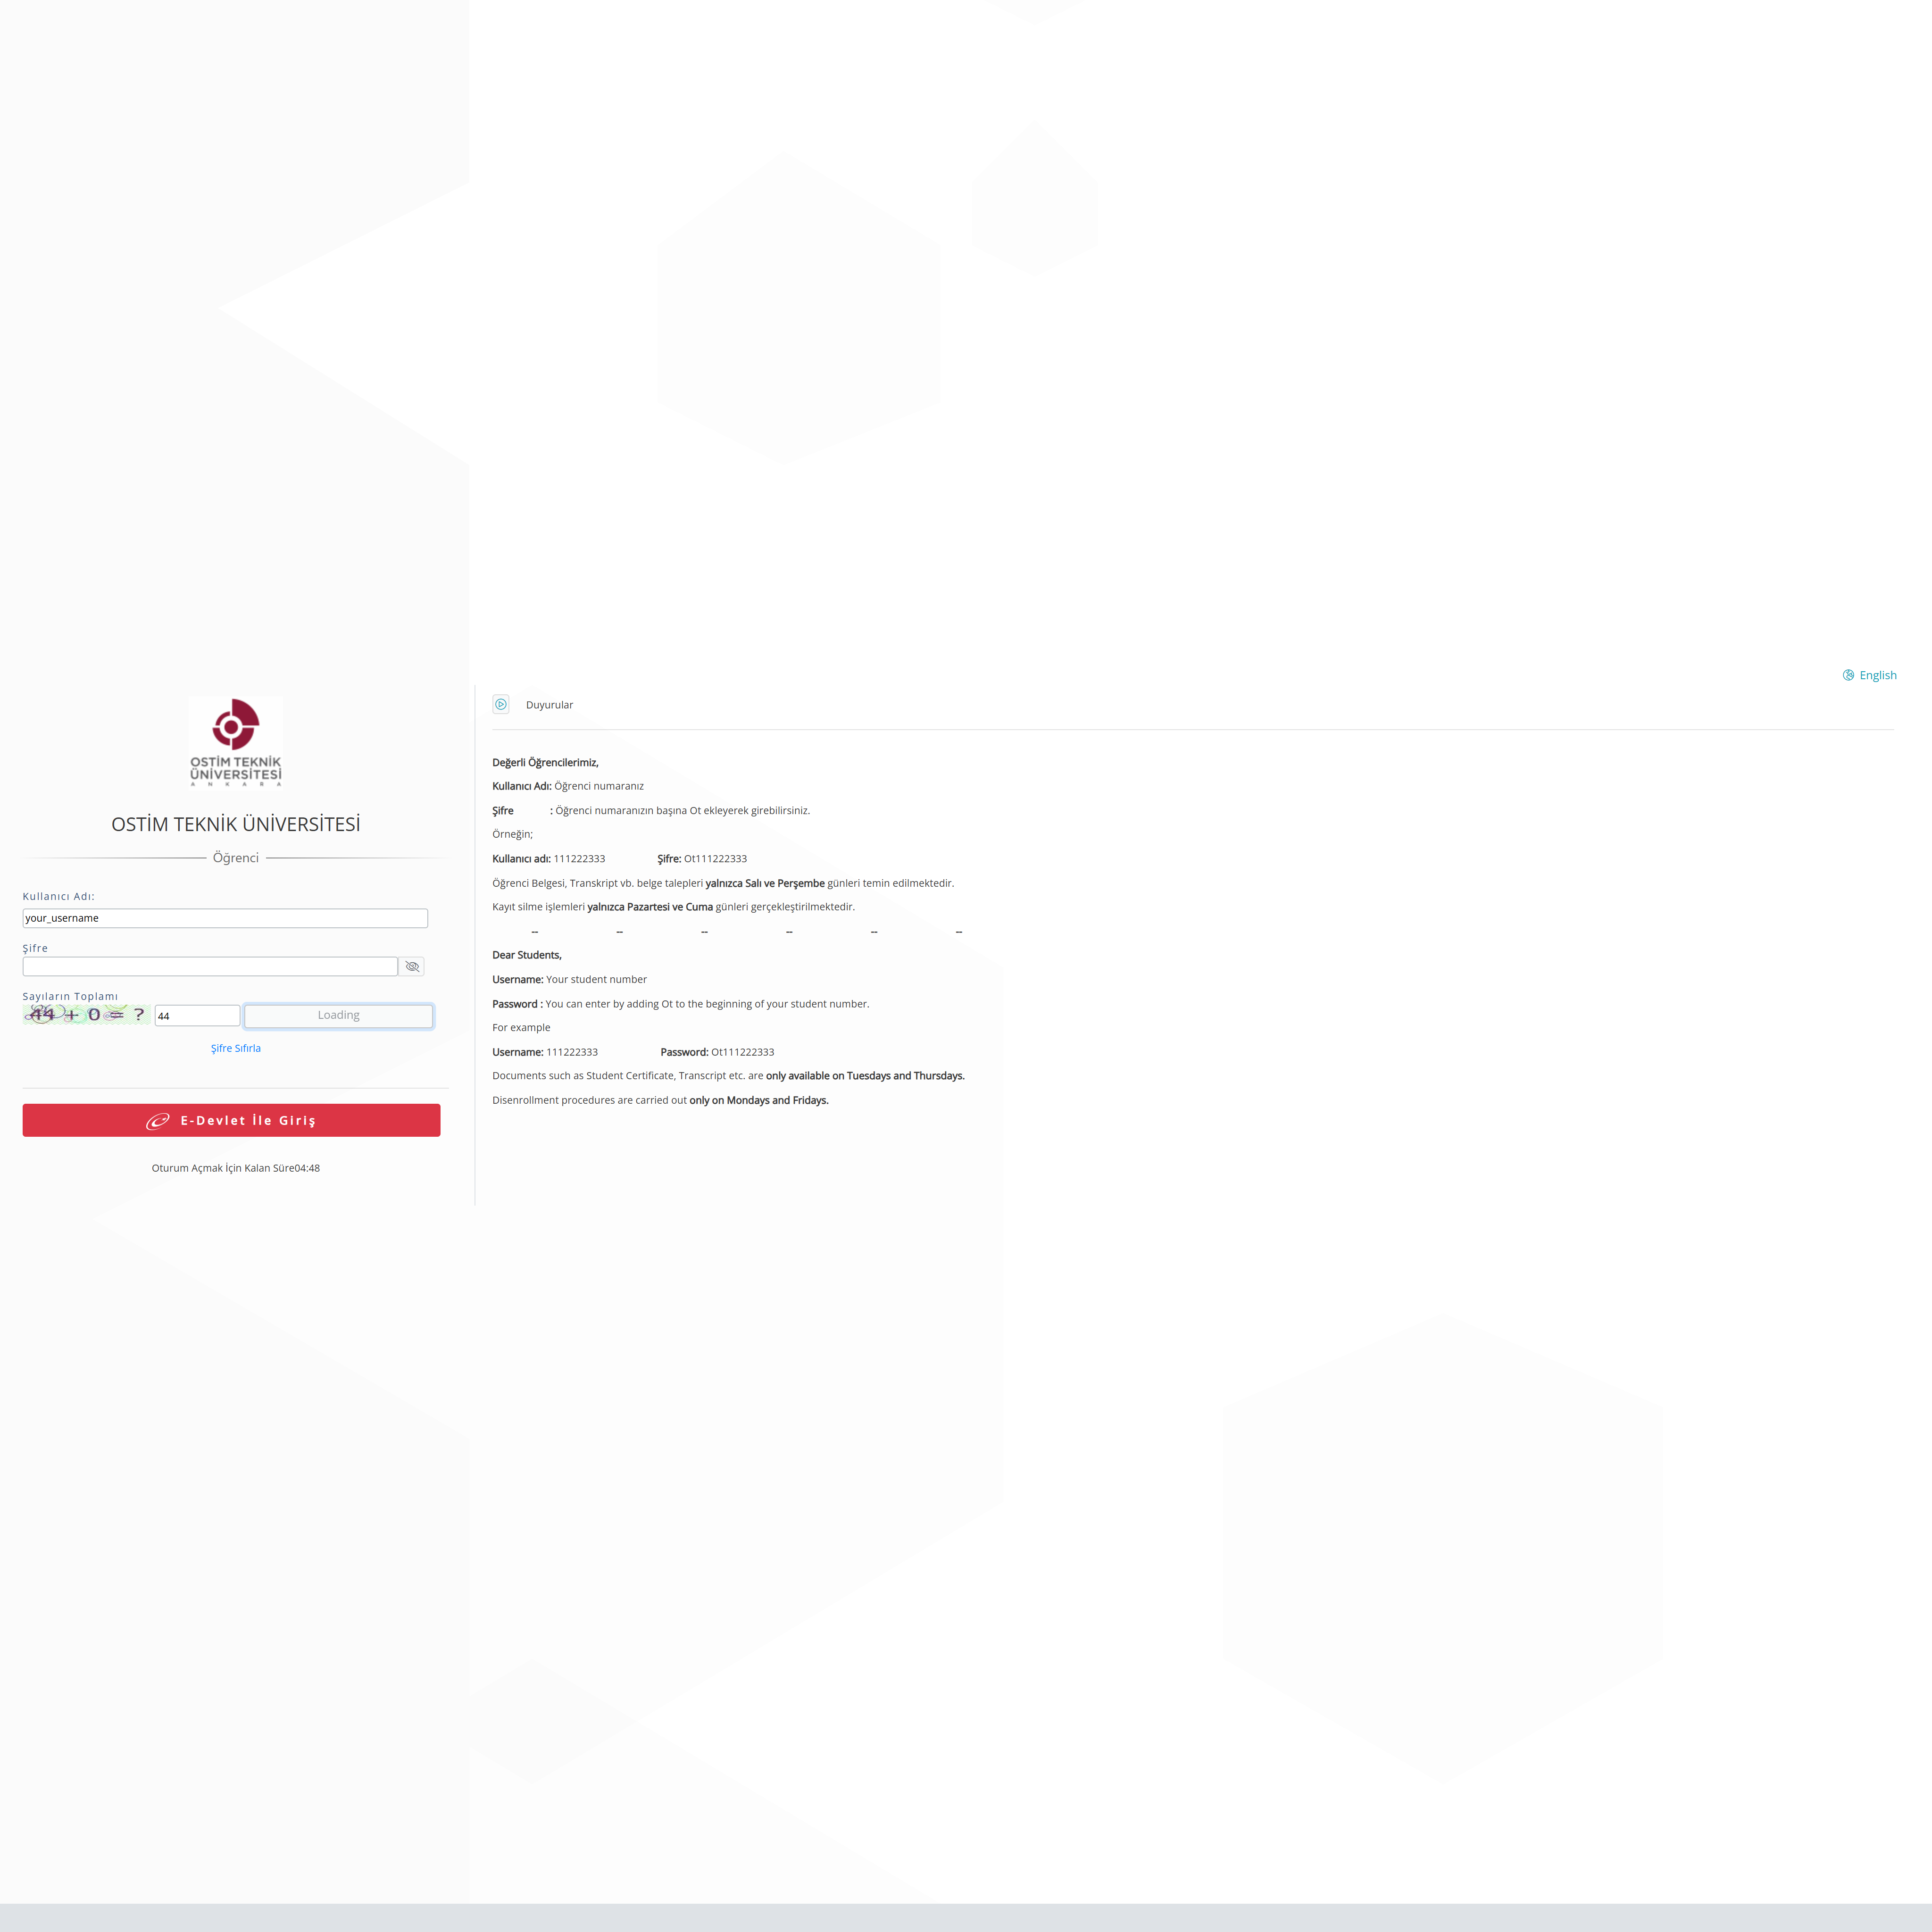 English
OSTİM TEKNİK
ÜNİVERSİTESİ
ANKARA
OSTİM TEKNİK ÜNİVERSİTESİ
Öğrenci
Kullanıcı Adı:
your_username
Şifre
Sayıların Toplamı
44 + 0 = ? 44 Loading
Şifre Sıfırla
E-Devlet İle Giriş
Oturum Açmak İçin Kalan Süre04:48
Duyurular
Değerli Öğrencilerimiz,
Kullanıcı Adı: Öğrenci numaranız
Şifre : Öğrenci numaranızın başına Ot ekleyerek girebilirsiniz.
Örneğin;
Kullanıcı adı: 111222333 Şifre: Ot111222333
Öğrenci Belgesi, Transkript vb. belge talepleri yalnızca Salı ve Perşembe günleri temin edilmektedir.
Kayıt silme işlemleri yalnızca Pazartesi ve Cuma günleri gerçekleştirilmektedir.
-- -- -- -- -- --
Dear Students,
Username: Your student number
Password : You can enter by adding Ot to the beginning of your student number.
For example
Username: 111222333 Password: Ot111222333
Documents such as Student Certificate, Transcript etc. are only available on Tuesdays and Thursdays.
Disenrollment procedures are carried out only on Mondays and Fridays.